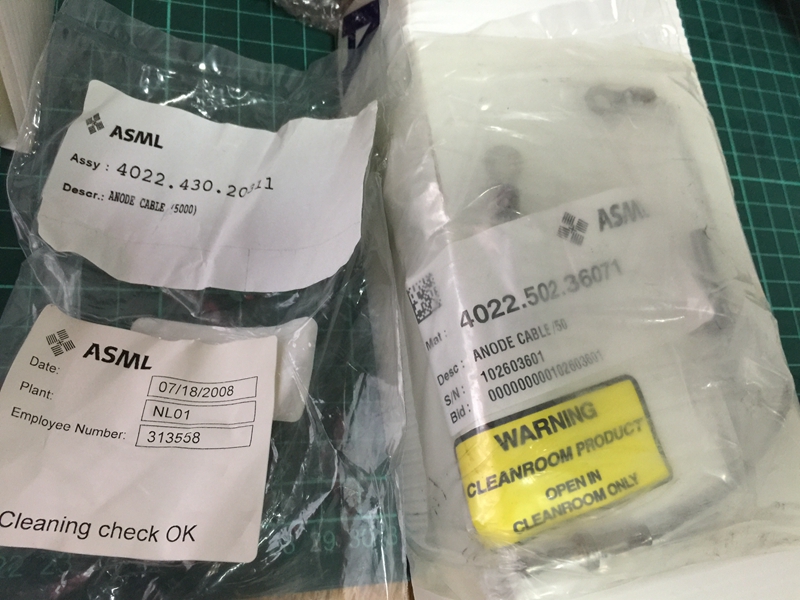 ASML
Assy : 4022.430.20
Descr.: ANODE CABLE (5000)
ASML
Date: 07/18/2008
Plant: NL01
Employee Number: 313558
Cleaning check OK
ASML
Mat: 4022.502.36071
Desc: ANODE CABLE /50
S/N: 102603601
Bid: 000000000102603601
WARNING
CLEANROOM PRODUCT
OPEN IN
CLEANROOM ONLY